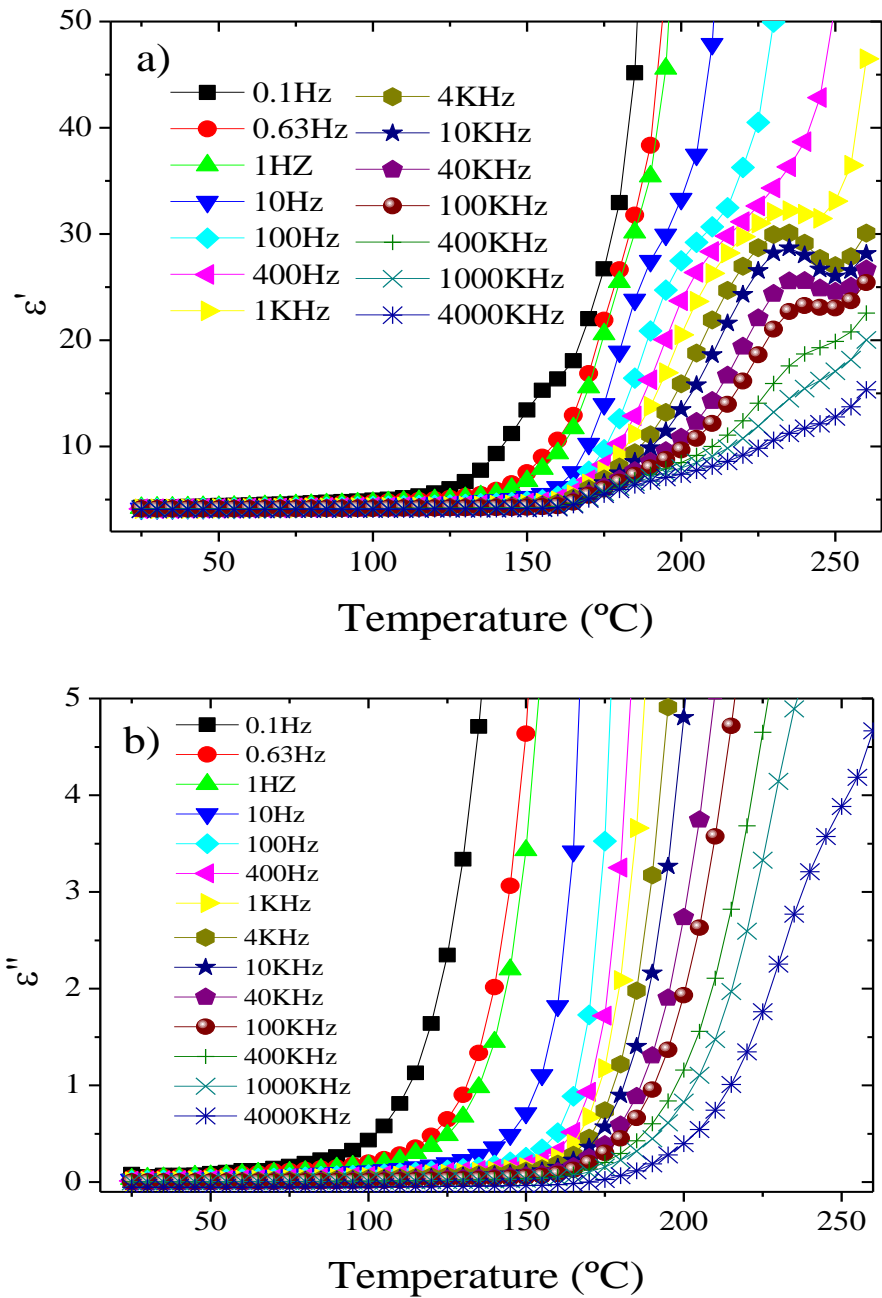 a)
0.1Hz
0.63Hz
1HZ
10Hz
100Hz
400Hz
1KHz
4KHz
10KHz
40KHz
100KHz
400KHz
1000KHz
4000KHz
50
40
30
20
10
ε'
50 100 150 200 250
Temperature (ºC)
b)
0.1Hz
0.63Hz
1HZ
10Hz
100Hz
400Hz
1KHz
4KHz
10KHz
40KHz
100KHz
400KHz
1000KHz
4000KHz
5
4
3
2
1
0
ε"
50 100 150 200 250
Temperature (ºC)